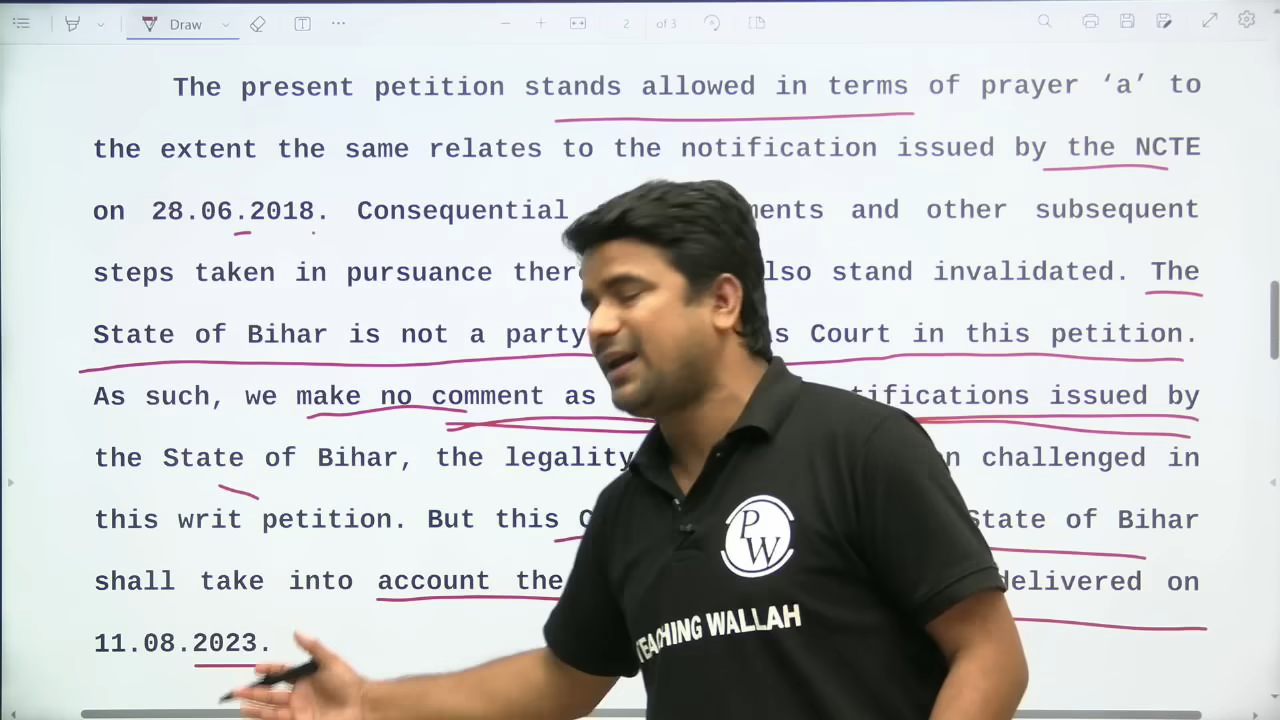 Draw
2 of 3
The present petition stands allowed in terms of prayer ‘a’ to
the extent the same relates to the notification issued by the NCTE
on 28.06.2018. Consequential and other subsequent
steps taken in pursuance also stand invalidated. The
State of Bihar is not a party Court in this petition.
As such, we make no comment as issued by
the State of Bihar, the legality challenged in
this writ petition. But this State of Bihar
shall take into account the delivered on
11.08.2023.
PW
TEACHING WALLAH